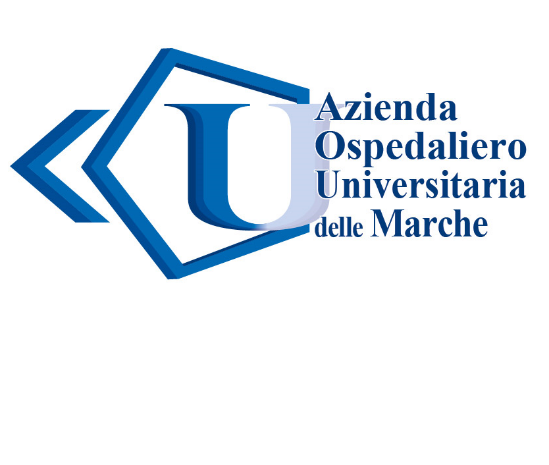 U
Azienda
Ospedaliero
Universitaria
delle Marche